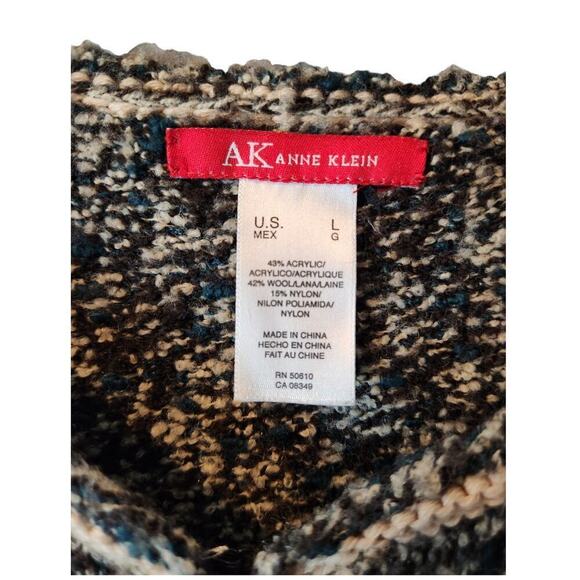 AK ANNE KLEIN
U.S. L
MEX G
43% ACRYLIC/
ACRYLICO/ACRYLIQUE
42% WOOL/LANA/LAINE
15% NYLON/
NILON POLIAMIDA/
NYLON
MADE IN CHINA
HECHO EN CHINA
FAIT AU CHINE
RN 50610
CA 08349